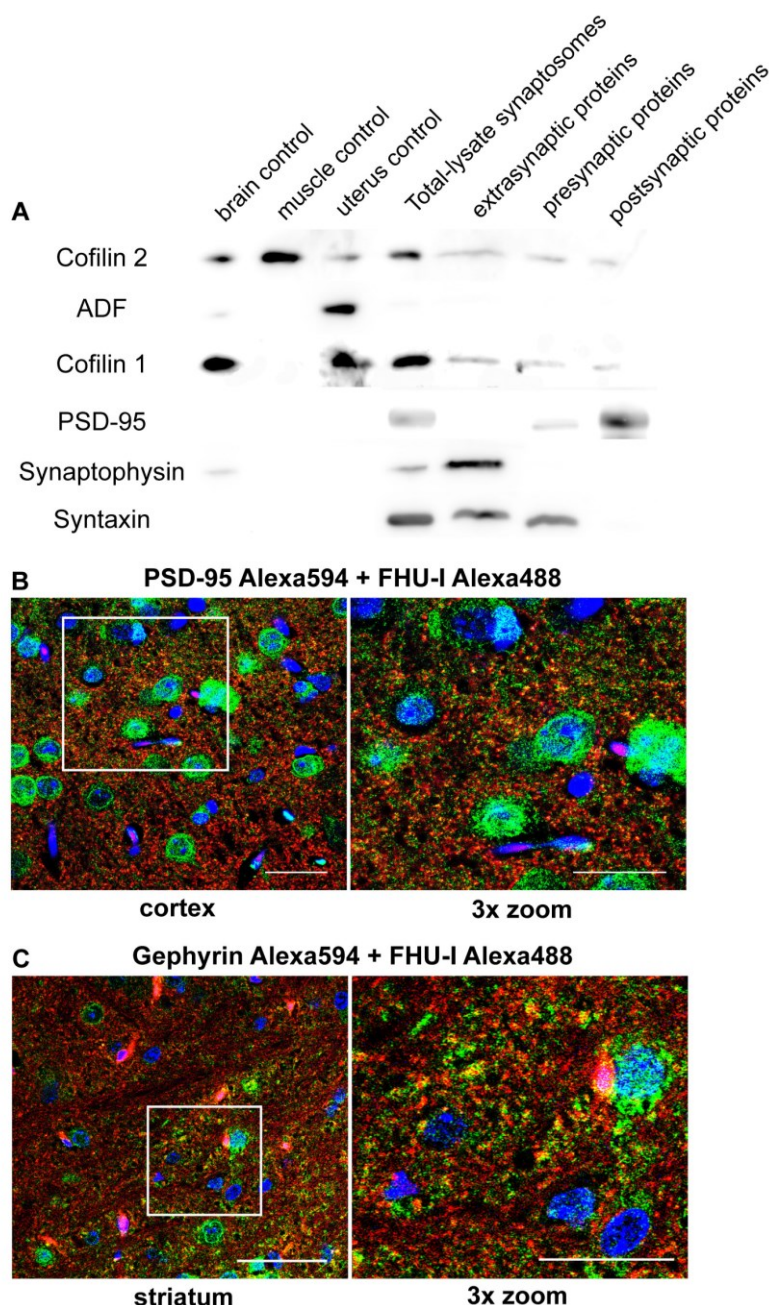 brain control
muscle control
uterus control
Total-lysate synaptosomes
extrasynaptic proteins
presynaptic proteins
postsynaptic proteins
A
Cofilin 2
ADF
Cofilin 1
PSD-95
Synaptophysin
Syntaxin
B PSD-95 Alexa594 + FHU-I Alexa488
cortex 3x zoom
C Gephyrin Alexa594 + FHU-I Alexa488
striatum 3x zoom